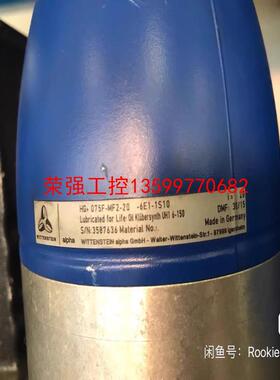 荣强工控13599770682
HG+ 075F-MF2-20 -6E1-1S10
Lubricated for Life: Oil Klübersynth UH1 6-150 DMF: 30/15
S/N: 3587636 Material No.: Made in Germany
WITTENSTEIN alpha
WITTENSTEIN alpha GmbH - Walter-Wittenstein-Str.1 - 97999 Igersheim
闲鱼号: Rookie